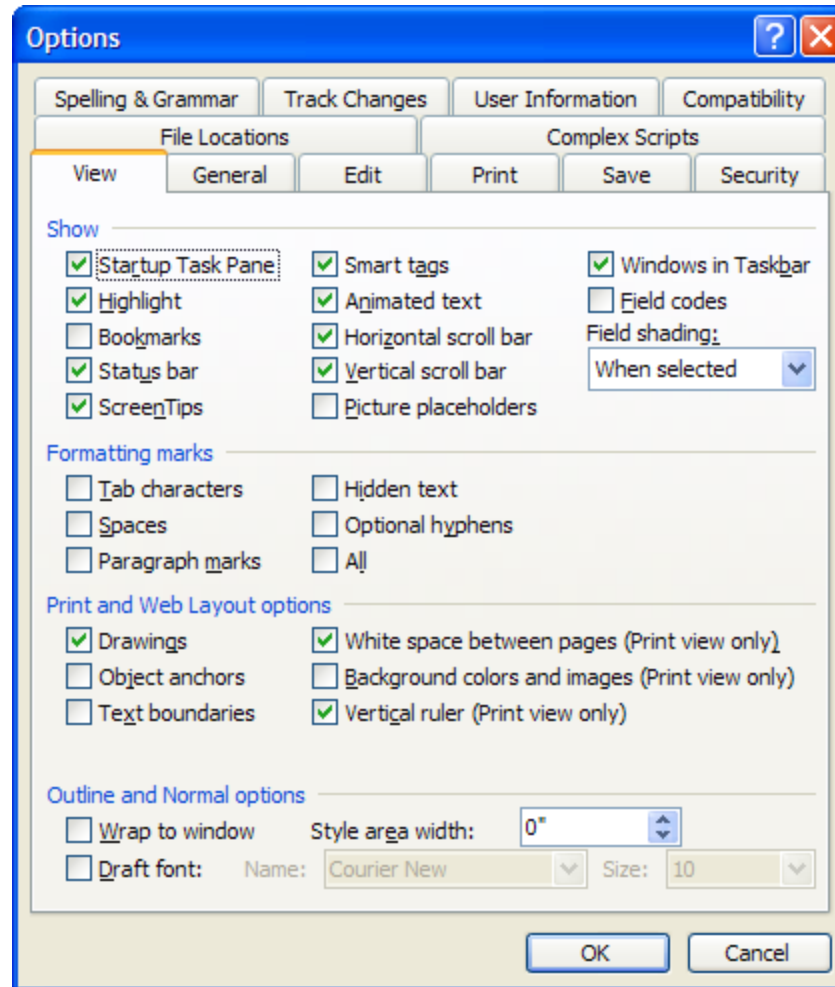 Options
Spelling & Grammar Track Changes User Information Compatibility
File Locations Complex Scripts
View General Edit Print Save Security
Show
Startup Task Pane Smart tags Windows in Taskbar
Highlight Animated text Field codes
Bookmarks Horizontal scroll bar Field shading:
Status bar Vertical scroll bar When selected
ScreenTips Picture placeholders
Formatting marks
Tab characters Hidden text
Spaces Optional hyphens
Paragraph marks All
Print and Web Layout options
Drawings White space between pages (Print view only)
Object anchors Background colors and images (Print view only)
Text boundaries Vertical ruler (Print view only)
Outline and Normal options
Wrap to window Style area width: 0"
Draft font: Name: Courier New Size: 10
OK Cancel